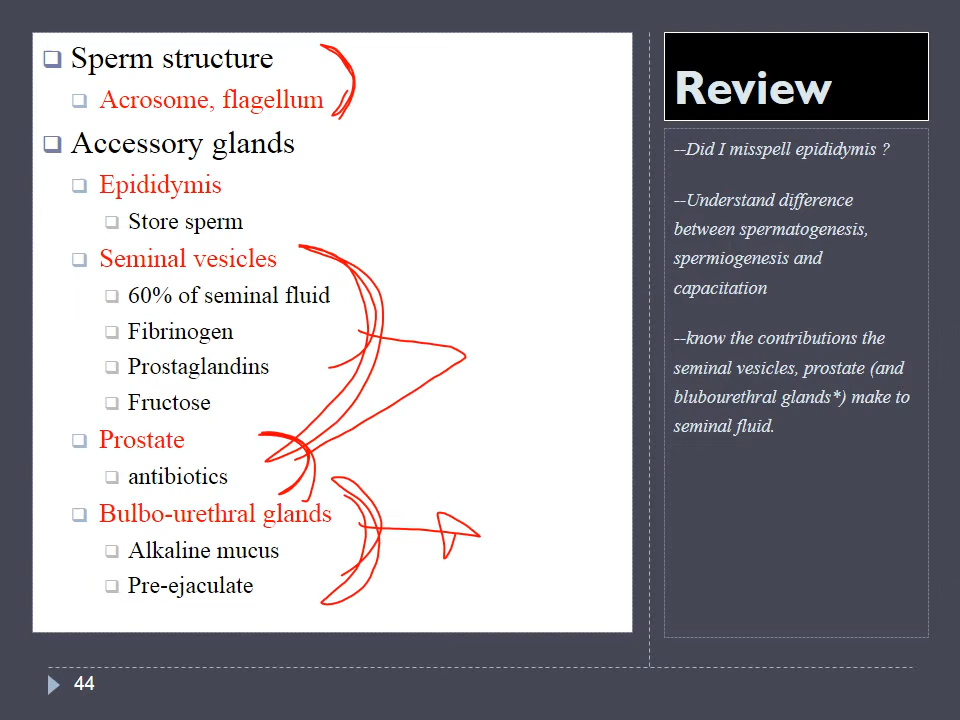 Sperm structure
Acrosome, flagellum
Accessory glands
Epididymis
Store sperm
Seminal vesicles
60% of seminal fluid
Fibrinogen
Prostaglandins
Fructose
Prostate
antibiotics
Bulbo-urethral glands
Alkaline mucus
Pre-ejaculate
Review
--Did I misspell epididymis ?
--Understand difference
between spermatogenesis,
spermiogenesis and
capacitation
--know the contributions the
seminal vesicles, prostate (and
blubourethral glands*) make to
seminal fluid.
44